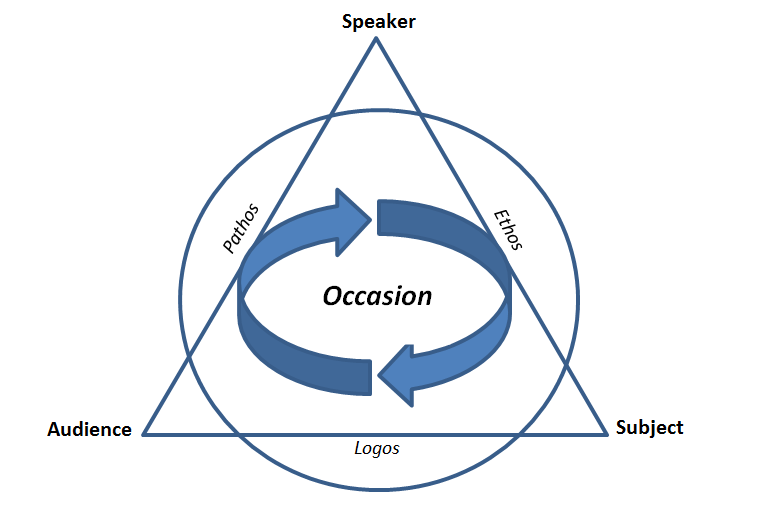 Speaker
Pathos
Ethos
Occasion
Audience
Subject
Logos